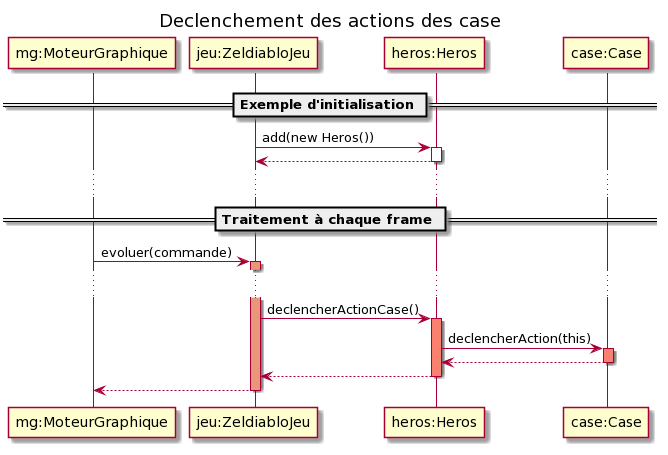 Declenchement des actions des case
mg:MoteurGraphique
jeu:ZeldiabloJeu
heros:Heros
case:Case
Exemple d'initialisation
add(new Heros())
Traitement à chaque frame
evoluer(commande)
declencherActionCase()
declencherAction(this)
mg:MoteurGraphique
jeu:ZeldiabloJeu
heros:Heros
case:Case